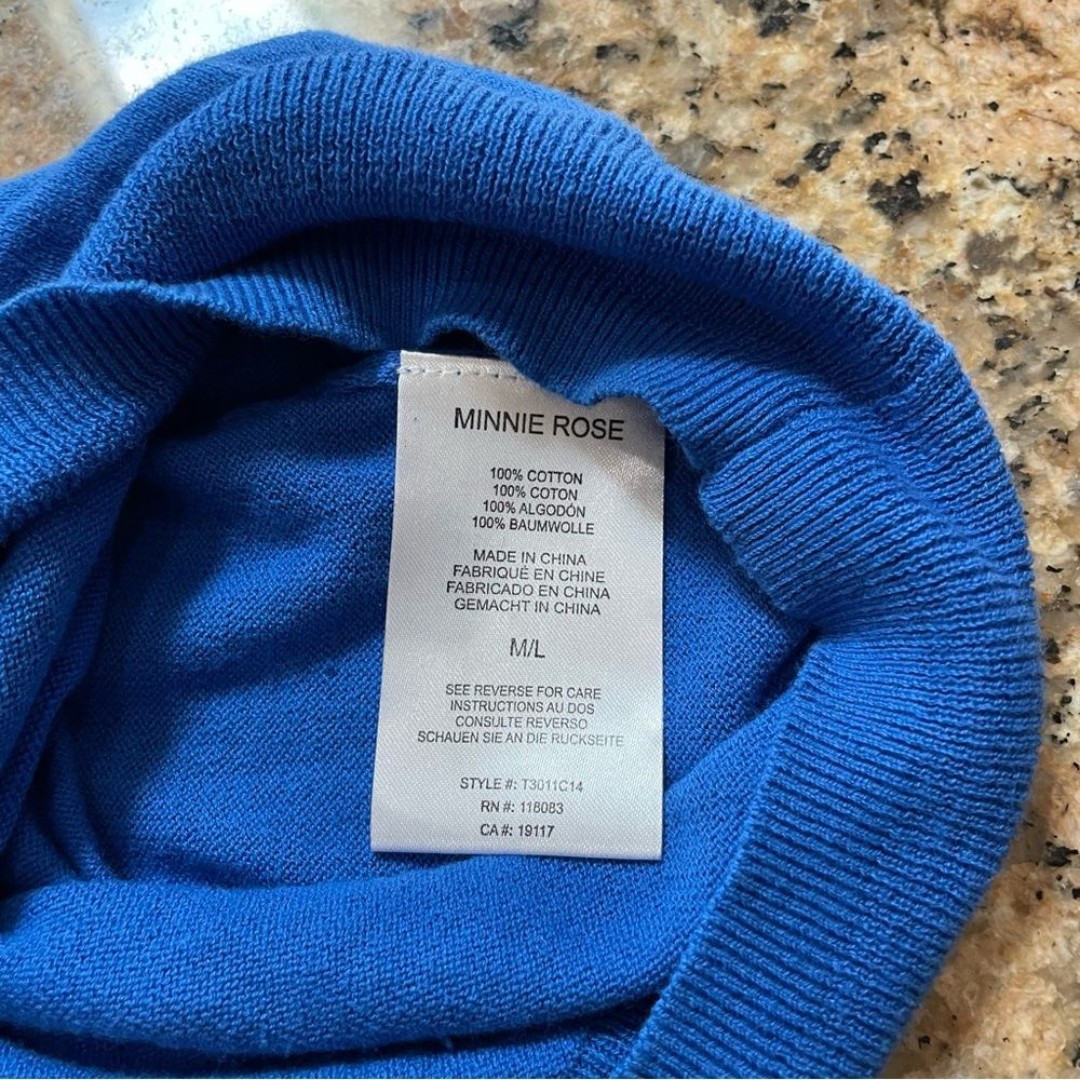 MINNIE ROSE
100% COTTON
100% COTON
100% ALGODÓN
100% BAUMWOLLE
MADE IN CHINA
FABRIQUÉ EN CHINE
FABRICADO EN CHINA
GEMACHT IN CHINA
M/L
SEE REVERSE FOR CARE
INSTRUCTIONS AU DOS
CONSULTE REVERSO
SCHAUEN SIE AN DIE RUCKSEITE
STYLE #: T3011C14
RN #: 118083
CA #: 19117